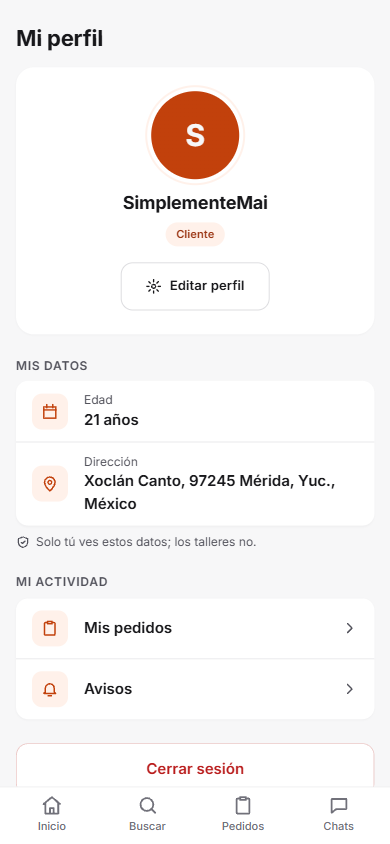 Mi perfil
S
SimplementeMai
Cliente
Editar perfil
MIS DATOS
Edad
21 años
Dirección
Xoclán Canto, 97245 Mérida, Yuc.,
México
Solo tú ves estos datos; los talleres no.
MI ACTIVIDAD
Mis pedidos
Avisos
Cerrar sesión
Inicio
Buscar
Pedidos
Chats